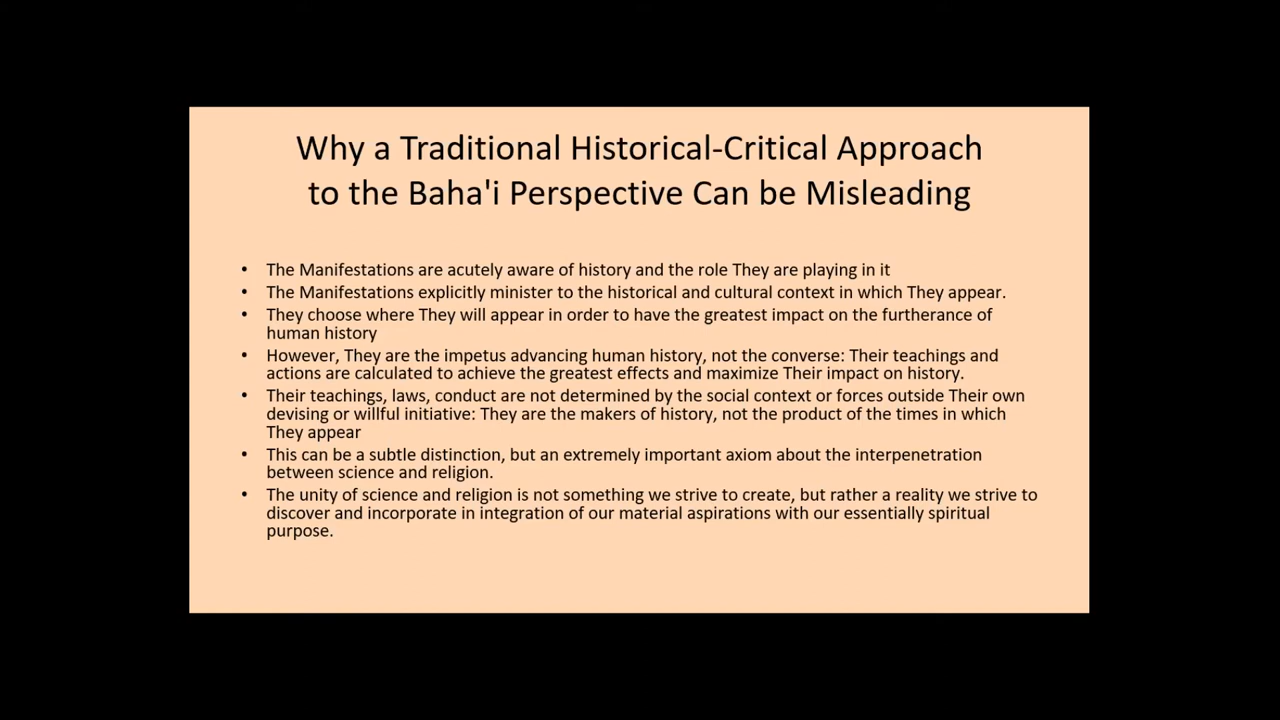 Why a Traditional Historical-Critical Approach
to the Baha'i Perspective Can be Misleading
• The Manifestations are acutely aware of history and the role They are playing in it
• The Manifestations explicitly minister to the historical and cultural context in which They appear.
• They choose where They will appear in order to have the greatest impact on the furtherance of
human history
• However, They are the impetus advancing human history, not the converse: Their teachings and
actions are calculated to achieve the greatest effects and maximize Their impact on history.
• Their teachings, laws, conduct are not determined by the social context or forces outside Their own
devising or willful initiative: They are the makers of history, not the product of the times in which
They appear
• This can be a subtle distinction, but an extremely important axiom about the interpenetration
between science and religion.
• The unity of science and religion is not something we strive to create, but rather a reality we strive to
discover and incorporate in integration of our material aspirations with our essentially spiritual
purpose.